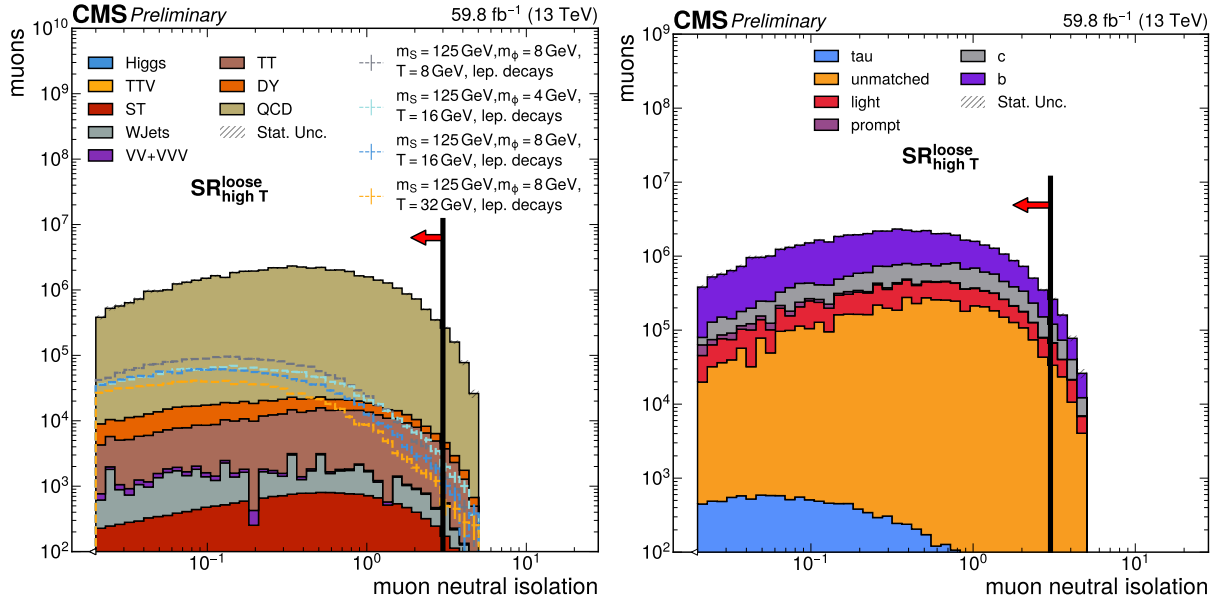 CMS Preliminary 59.8 fb⁻¹ (13 TeV)
muons
10¹⁰
10⁹
10⁸
10⁷
10⁶
10⁵
10⁴
10³
10²
Higgs
TTV
ST
WJets
VV+VVV
TT
DY
QCD
Stat. Unc.
m_S = 125 GeV, m_ϕ = 8 GeV,
T = 8 GeV, lep. decays
m_S = 125 GeV, m_ϕ = 4 GeV,
T = 16 GeV, lep. decays
m_S = 125 GeV, m_ϕ = 8 GeV,
T = 16 GeV, lep. decays
m_S = 125 GeV, m_ϕ = 8 GeV,
T = 32 GeV, lep. decays
SR loose high T
10⁻¹ 10⁰ 10¹
muon neutral isolation
CMS Preliminary 59.8 fb⁻¹ (13 TeV)
muons
10⁹
10⁸
10⁷
10⁶
10⁵
10⁴
10³
10²
tau
unmatched
light
prompt
c
b
Stat. Unc.
SR loose high T
10⁻¹ 10⁰ 10¹
muon neutral isolation